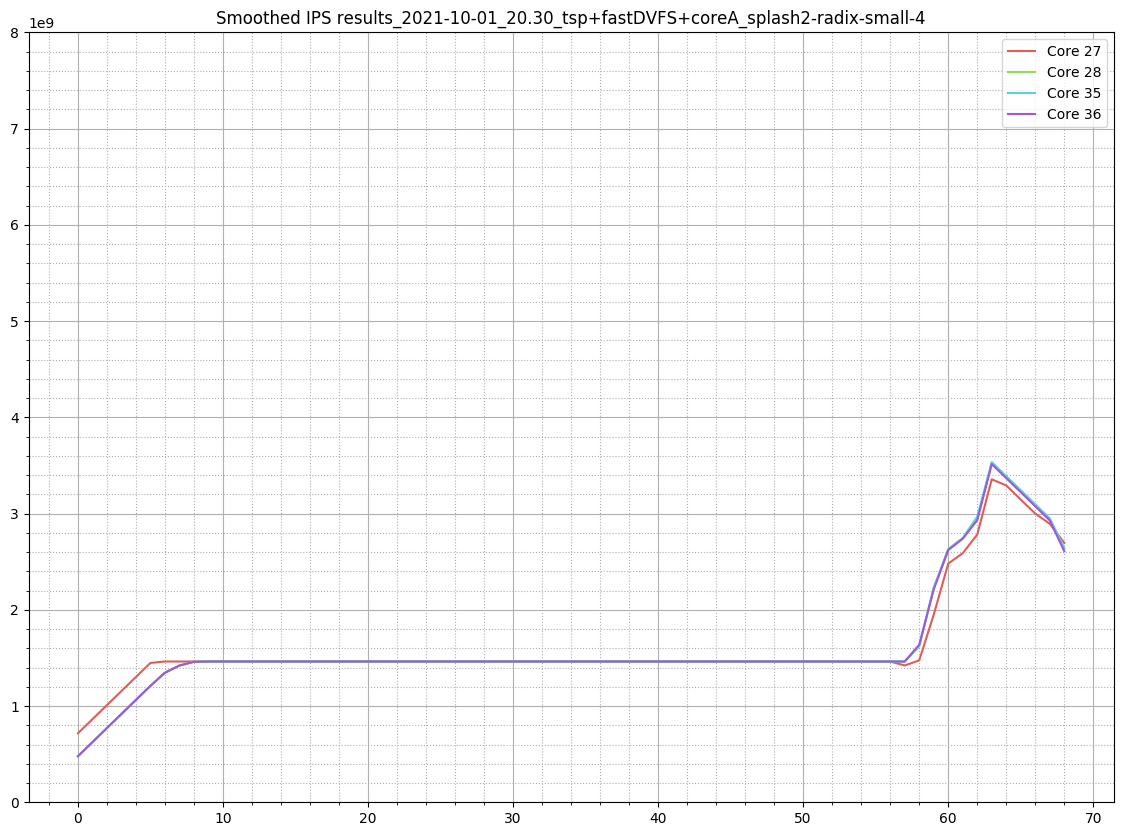 Smoothed IPS results_2021-10-01_20.30_tsp+fastDVFS+coreA_splash2-radix-small-4
1e9
8
7
6
5
4
3
2
1
0
Core 27
Core 28
Core 35
Core 36
0 10 20 30 40 50 60 70